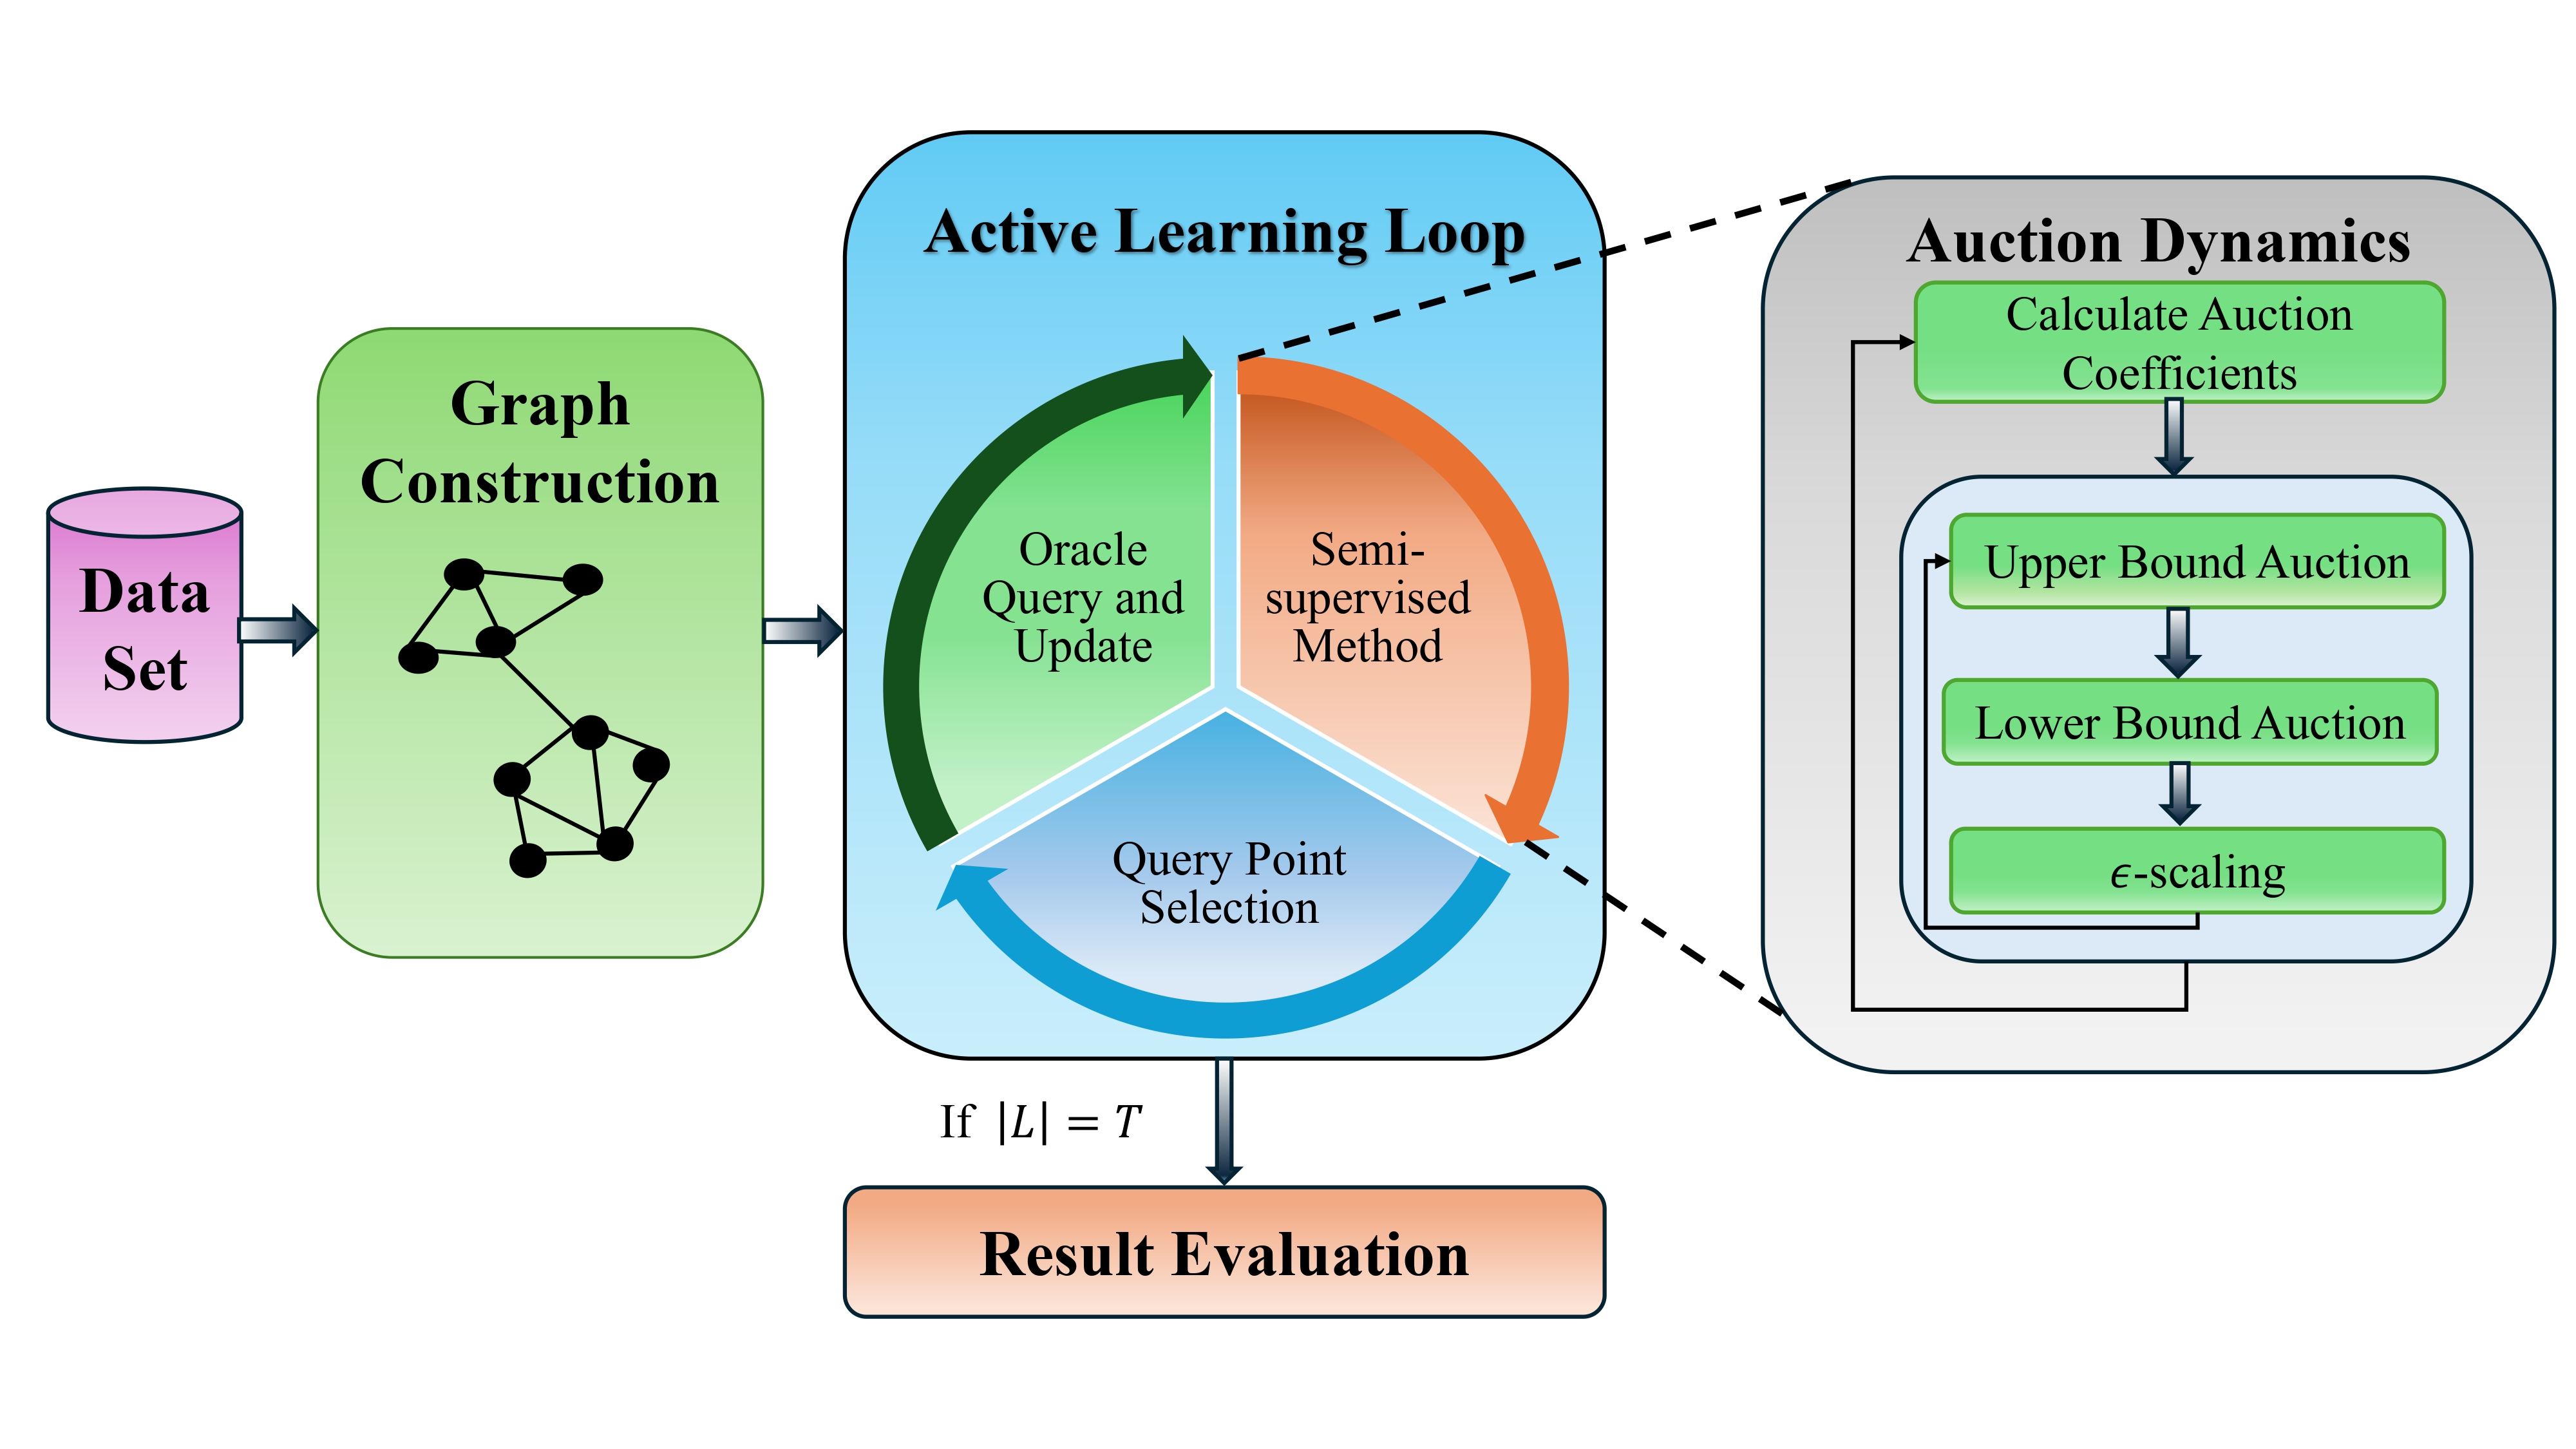 Data
Set
Graph
Construction
Active Learning Loop
Oracle
Query and
Update
Semi-
supervised
Method
Query Point
Selection
If |L| = T
Result Evaluation
Auction Dynamics
Calculate Auction
Coefficients
Upper Bound Auction
Lower Bound Auction
ϵ-scaling